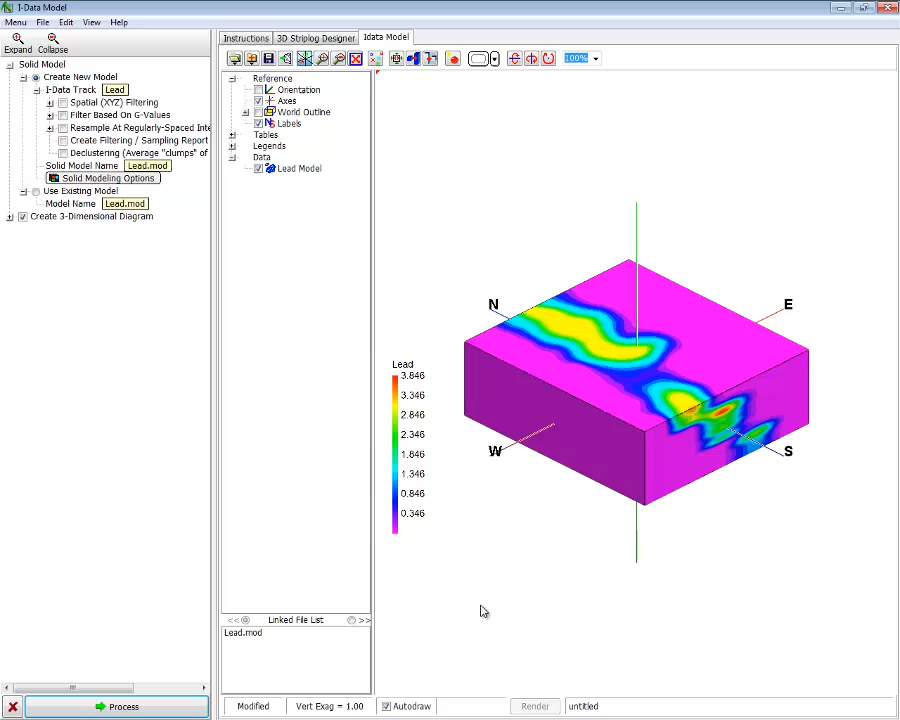 I-Data Model
Menu File Edit View Help
Expand Collapse
Solid Model
Create New Model
I-Data Track Lead
Spatial (XYZ) Filtering
Filter Based On G-Values
Resample At Regularly-Spaced Inte
Create Filtering / Sampling Report
Declustering (Average "clumps" of
Solid Model Name Lead.mod
Solid Modeling Options
Use Existing Model
Model Name Lead.mod
Create 3-Dimensional Diagram
Process
Instructions 3D Striplog Designer Idata Model
100%
Reference
Orientation
Axes
World Outline
Labels
Tables
Legends
Data
Lead Model
<< Linked File List >>
Lead.mod
N
E
W
S
Lead
3.846
3.346
2.846
2.346
1.846
1.346
0.846
0.346
Modified Vert Exag = 1.00 Autodraw Render untitled